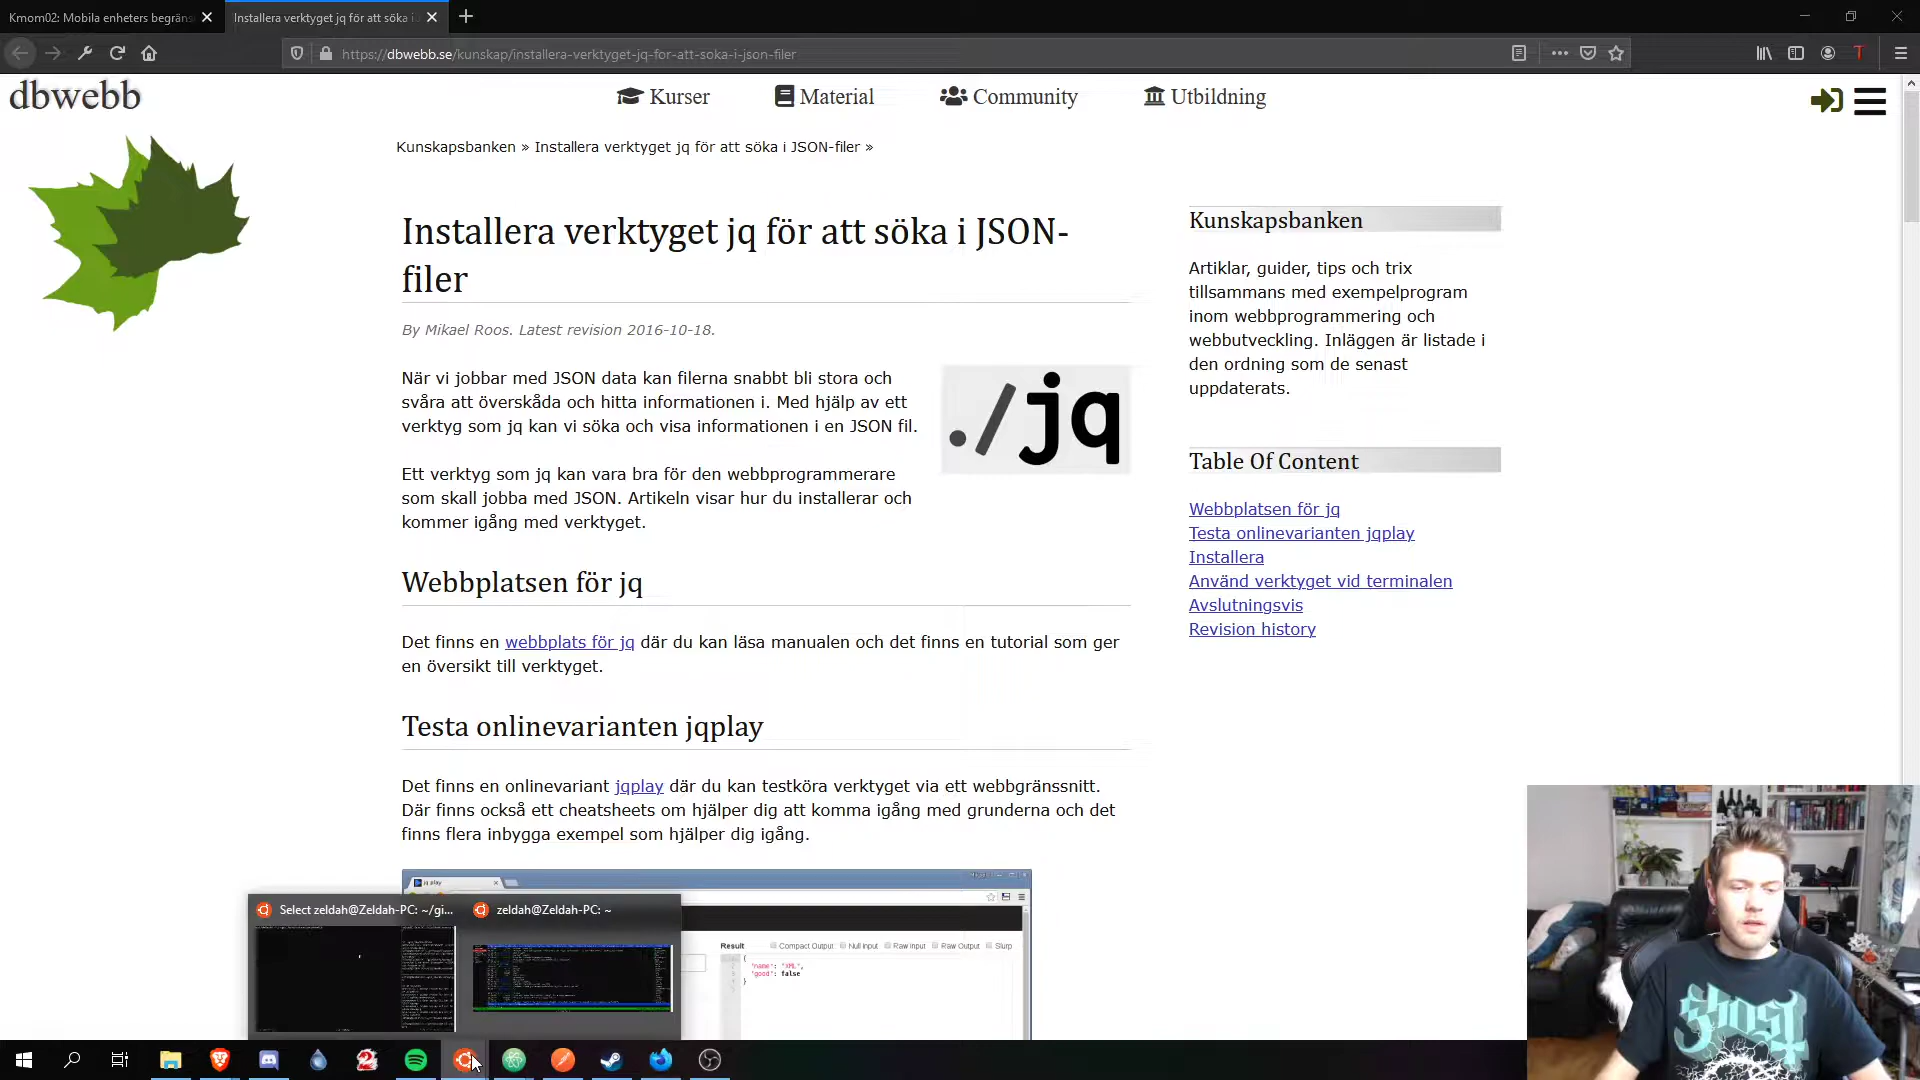 Kmom02: Mobila enheters begräns
Installera verktyget jq för att söka i
https://dbwebb.se/kunskap/installera-verktyget-jq-for-att-soka-i-json-filer
dbwebb
Kurser
Material
Community
Utbildning
Kunskapsbanken » Installera verktyget jq för att söka i JSON-filer »
Installera verktyget jq för att söka i JSON-
filer
By Mikael Roos. Latest revision 2016-10-18.
När vi jobbar med JSON data kan filerna snabbt bli stora och
svåra att överskåda och hitta informationen i. Med hjälp av ett
verktyg som jq kan vi söka och visa informationen i en JSON fil.
./jq
Ett verktyg som jq kan vara bra för den webbprogrammerare
som skall jobba med JSON. Artikeln visar hur du installerar och
kommer igång med verktyget.
Webbplatsen för jq
Det finns en webbplats för jq där du kan läsa manualen och det finns en tutorial som ger
en översikt till verktyget.
Testa onlinevarianten jqplay
Det finns en onlinevariant jqplay där du kan testköra verktyget via ett webbgränssnitt.
Där finns också ett cheatsheets om hjälper dig att komma igång med grunderna och det
finns flera inbygga exempel som hjälper dig igång.
Kunskapsbanken
Artiklar, guider, tips och trix
tillsammans med exempelprogram
inom webbprogrammering och
webbutveckling. Inläggen är listade i
den ordning som de senast
uppdaterats.
Table Of Content
Webbplatsen för jq
Testa onlinevarianten jqplay
Installera
Använd verktyget vid terminalen
Avslutningsvis
Revision history
jq play
Select zeldah@Zeldah-PC: ~/gi...
zeldah@Zeldah-PC: ~
Result
Compact Output
Null Input
Raw Input
Raw Output
Slurp
{
"name": "XML",
"good": false
}
Ghost